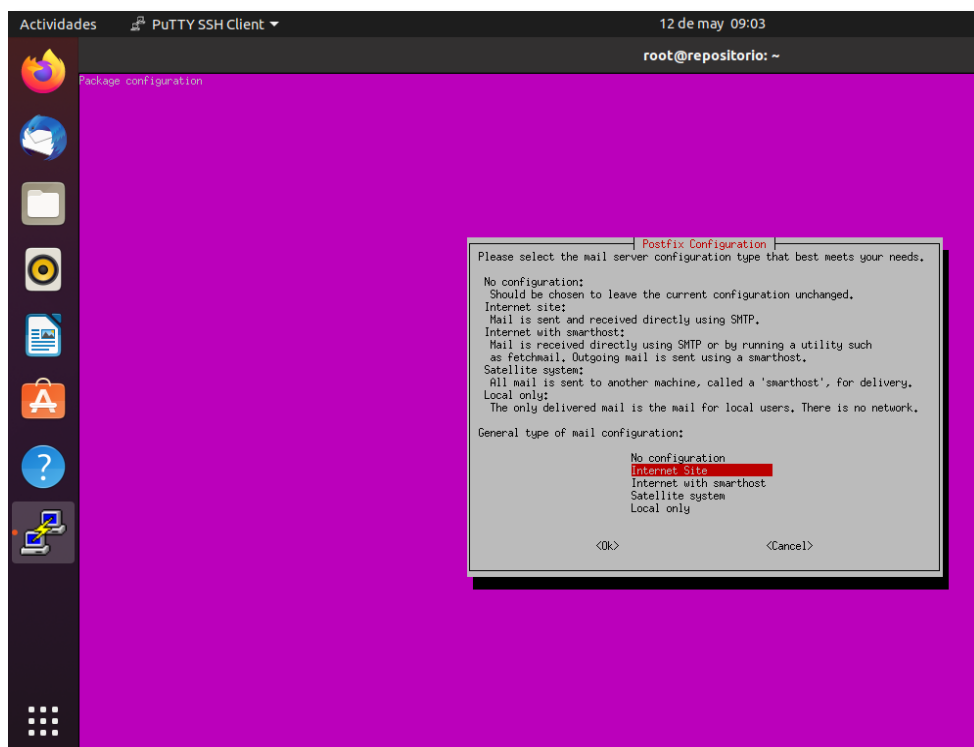 Actividades PuTTY SSH Client 12 de may 09:03
root@repositorio: ~
Package configuration
Postfix Configuration
Please select the mail server configuration type that best meets your needs.
No configuration:
Should be chosen to leave the current configuration unchanged.
Internet site:
Mail is sent and received directly using SMTP.
Internet with smarthost:
Mail is received directly using SMTP or by running a utility such
as fetchmail. Outgoing mail is sent using a smarthost.
Satellite system:
All mail is sent to another machine, called a 'smarthost', for delivery.
Local only:
The only delivered mail is the mail for local users. There is no network.
General type of mail configuration:
No configuration
Internet Site
Internet with smarthost
Satellite system
Local only
<Ok> <Cancel>